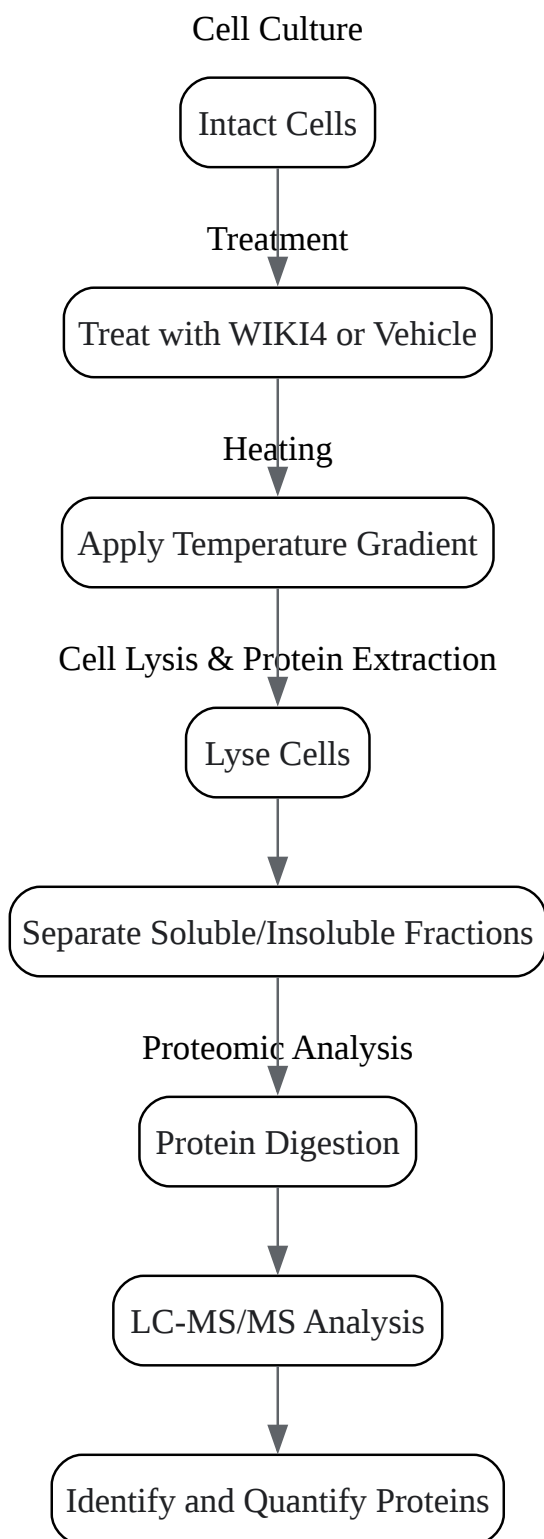 Cell Culture
Intact Cells
Treatment
Treat with WIKI4 or Vehicle
Heating
Apply Temperature Gradient
Cell Lysis & Protein Extraction
Lyse Cells
Separate Soluble/Insoluble Fractions
Proteomic Analysis
Protein Digestion
LC-MS/MS Analysis
Identify and Quantify Proteins